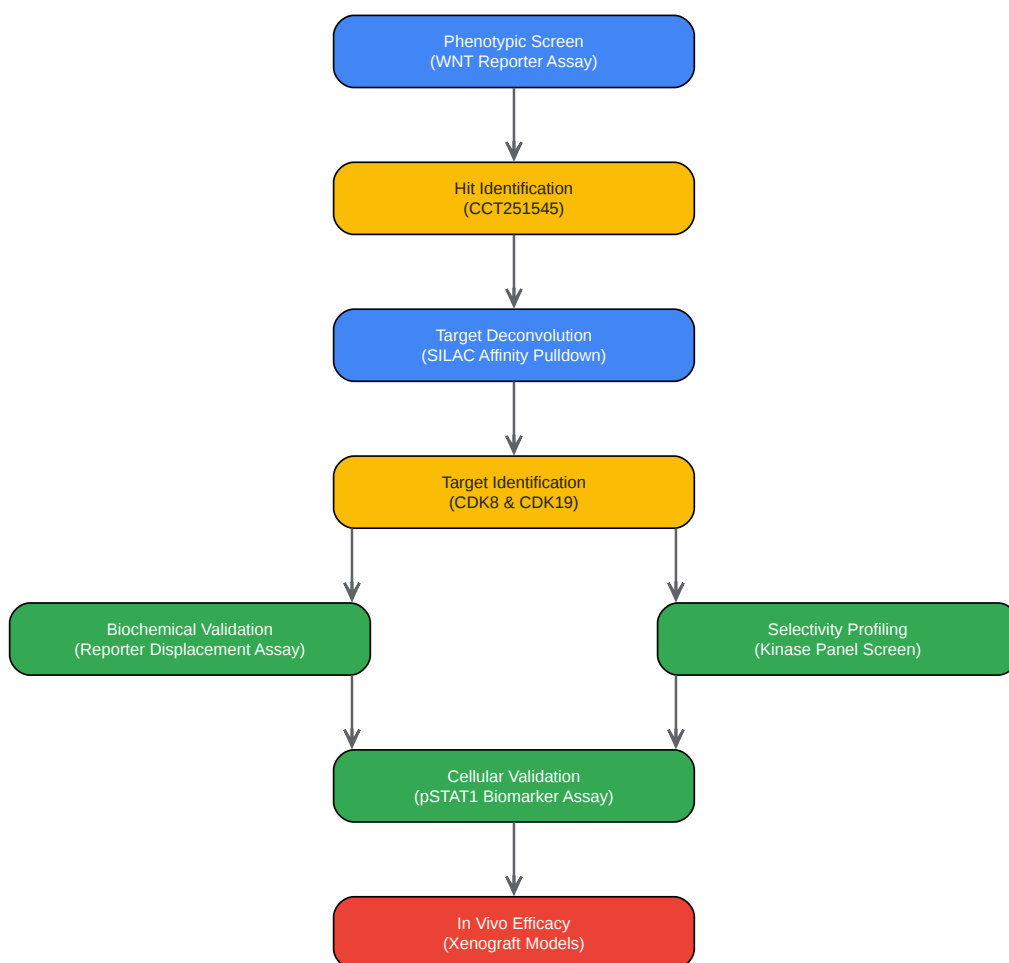 Phenotypic Screen
(WNT Reporter Assay)
Hit Identification
(CCT251545)
Target Deconvolution
(SILAC Affinity Pulldown)
Target Identification
(CDK8 & CDK19)
Biochemical Validation
(Reporter Displacement Assay)
Selectivity Profiling
(Kinase Panel Screen)
Cellular Validation
(pSTAT1 Biomarker Assay)
In Vivo Efficacy
(Xenograft Models)